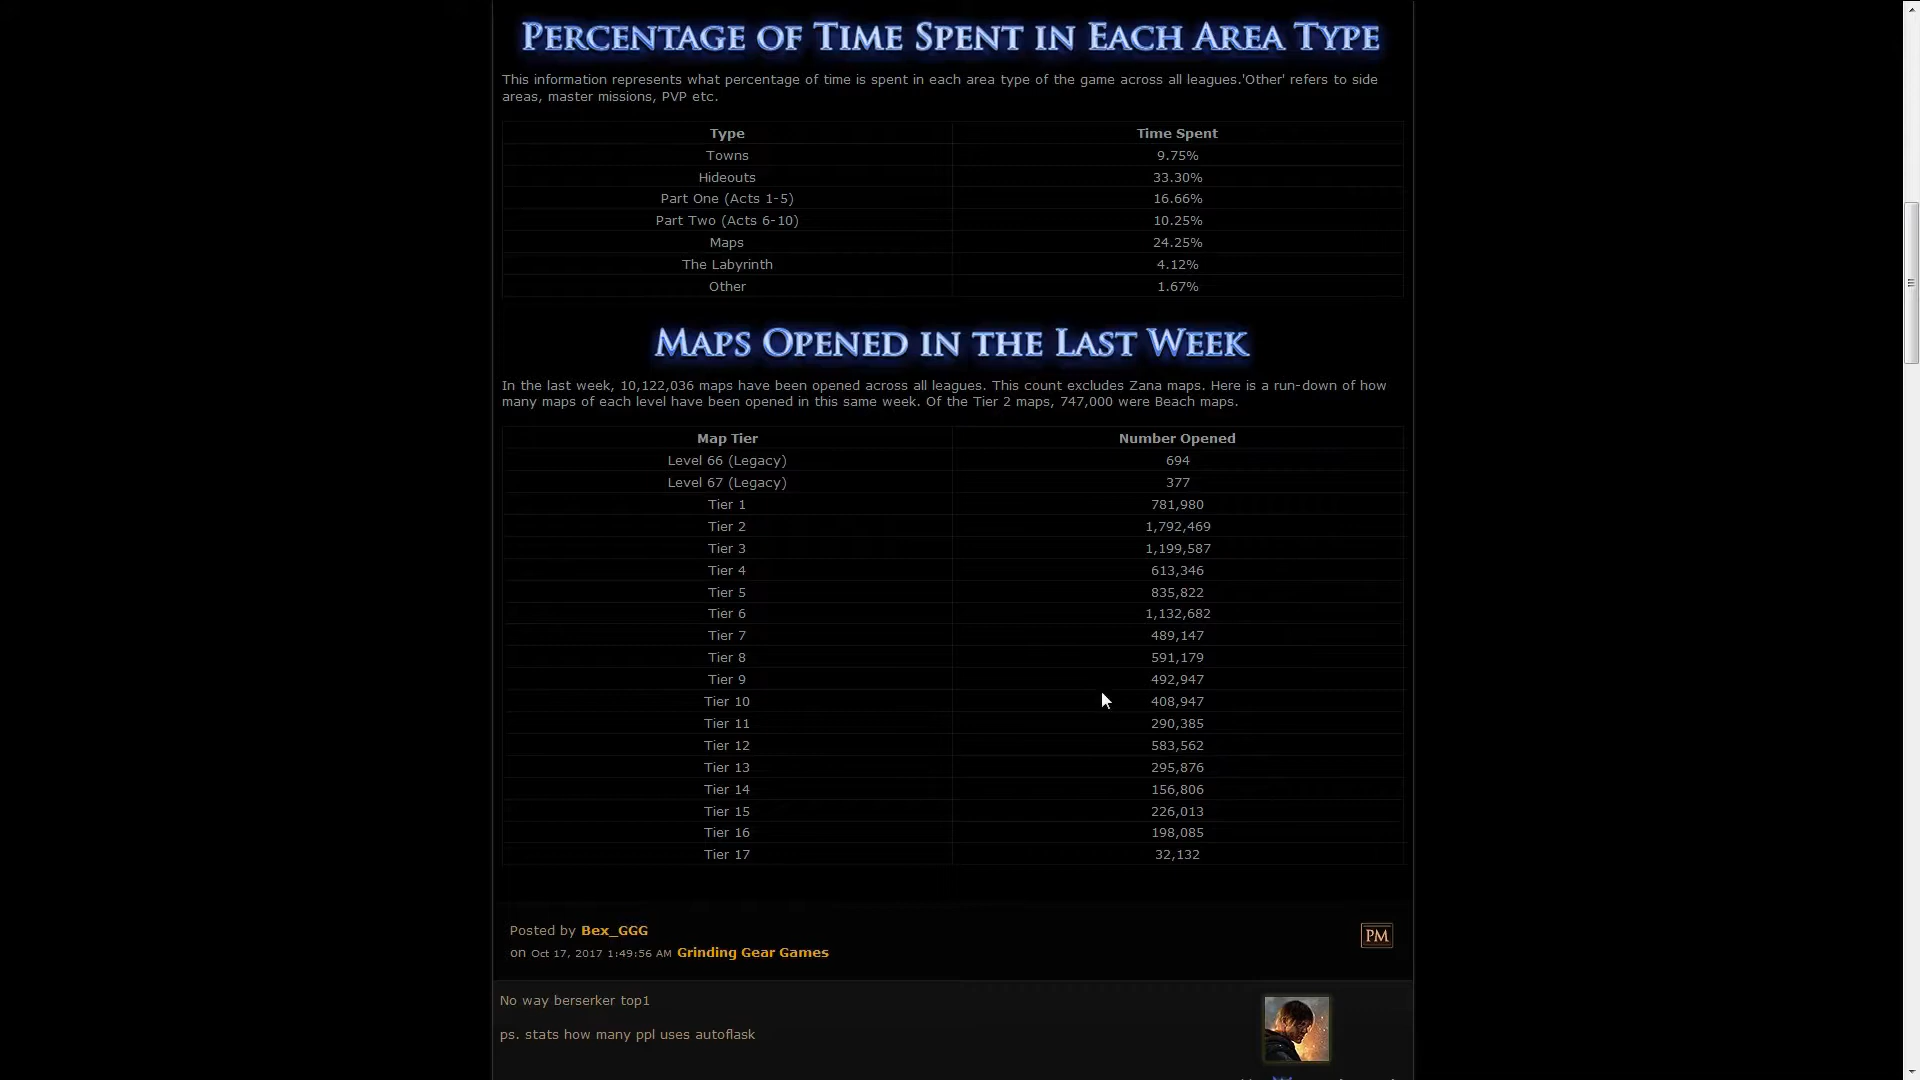 Percentage of Time Spent in Each Area Type
This information represents what percentage of time is spent in each area type of the game across all leagues.'Other' refers to side
areas, master missions, PVP etc.
Type Time Spent
Towns 9.75%
Hideouts 33.30%
Part One (Acts 1-5) 16.66%
Part Two (Acts 6-10) 10.25%
Maps 24.25%
The Labyrinth 4.12%
Other 1.67%
Maps Opened in the Last Week
In the last week, 10,122,036 maps have been opened across all leagues. This count excludes Zana maps. Here is a run-down of how
many maps of each level have been opened in this same week. Of the Tier 2 maps, 747,000 were Beach maps.
Map Tier Number Opened
Level 66 (Legacy) 694
Level 67 (Legacy) 377
Tier 1 781,980
Tier 2 1,792,469
Tier 3 1,199,587
Tier 4 613,346
Tier 5 835,822
Tier 6 1,132,682
Tier 7 489,147
Tier 8 591,179
Tier 9 492,947
Tier 10 408,947
Tier 11 290,385
Tier 12 583,562
Tier 13 295,876
Tier 14 156,806
Tier 15 226,013
Tier 16 198,085
Tier 17 32,132
Posted by Bex_GGG PM
on Oct 17, 2017 1:49:56 AM Grinding Gear Games
No way berserker top1
ps. stats how many ppl uses autoflask